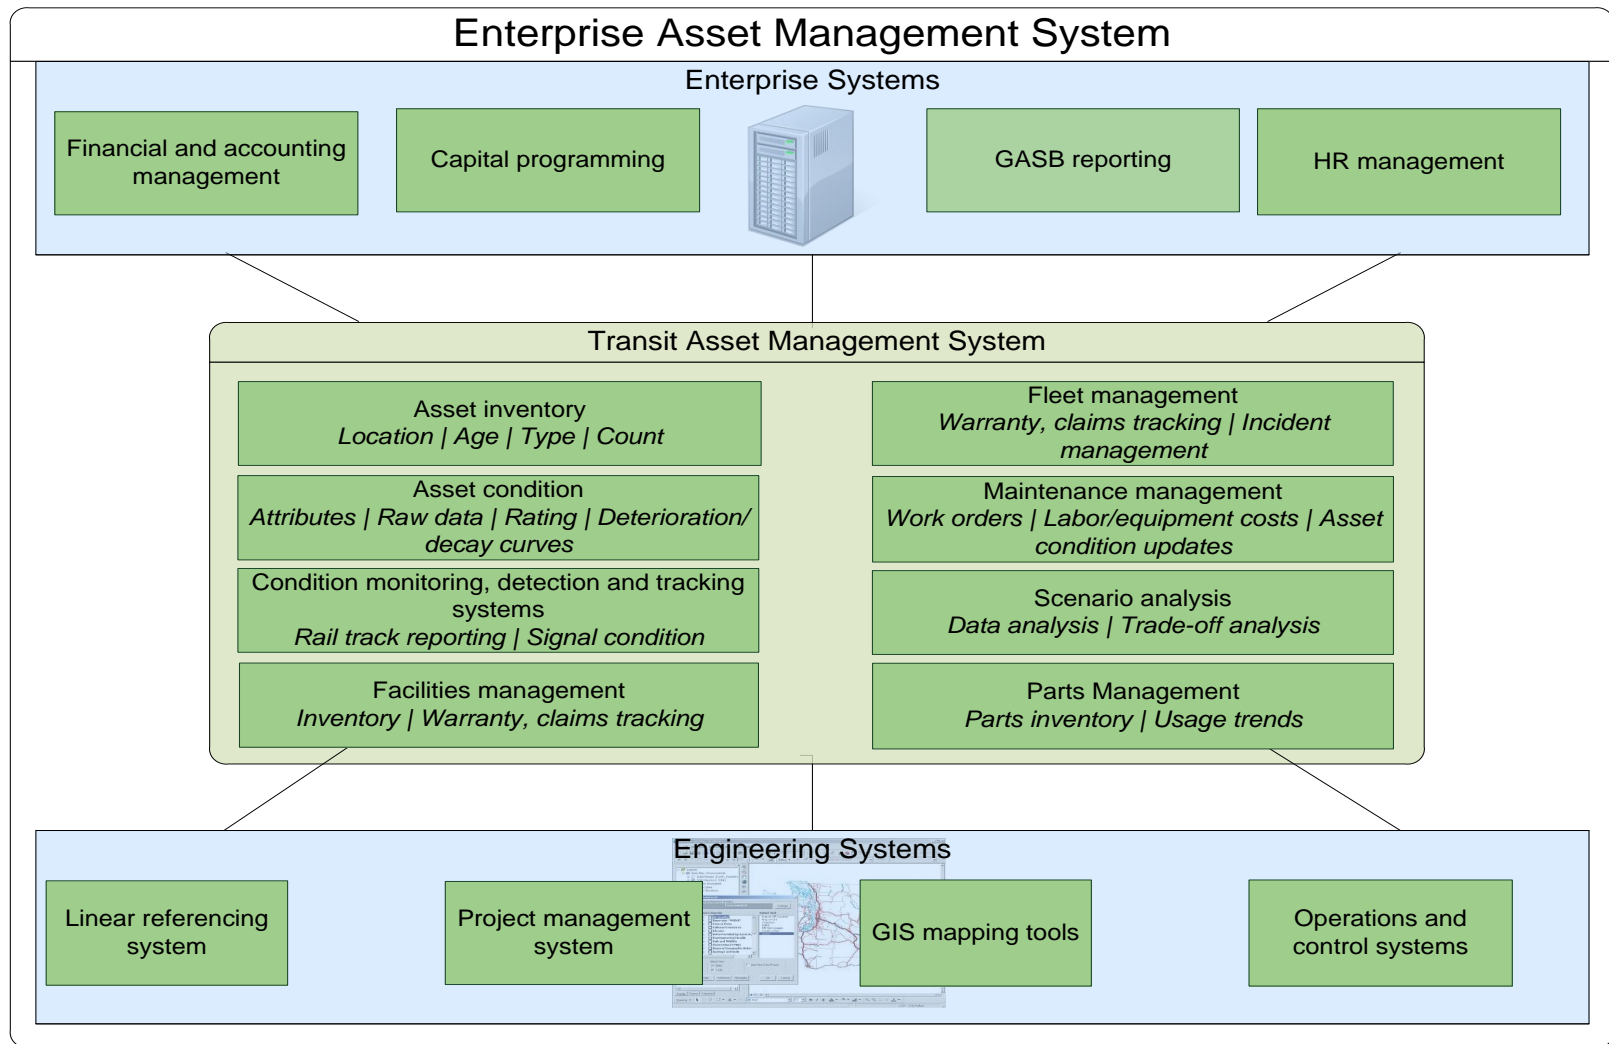 Enterprise Asset Management System
Enterprise Systems
Financial and accounting
management
Capital programming
GASB reporting
HR management
Transit Asset Management System
Asset inventory
Location | Age | Type | Count
Asset condition
Attributes | Raw data | Rating | Deterioration/
decay curves
Condition monitoring, detection and tracking
systems
Rail track reporting | Signal condition
Facilities management
Inventory | Warranty, claims tracking
Fleet management
Warranty, claims tracking | Incident
management
Maintenance management
Work orders | Labor/equipment costs | Asset
condition updates
Scenario analysis
Data analysis | Trade-off analysis
Parts Management
Parts inventory | Usage trends
Engineering Systems
Linear referencing
system
Project management
system
GIS mapping tools
Operations and
control systems